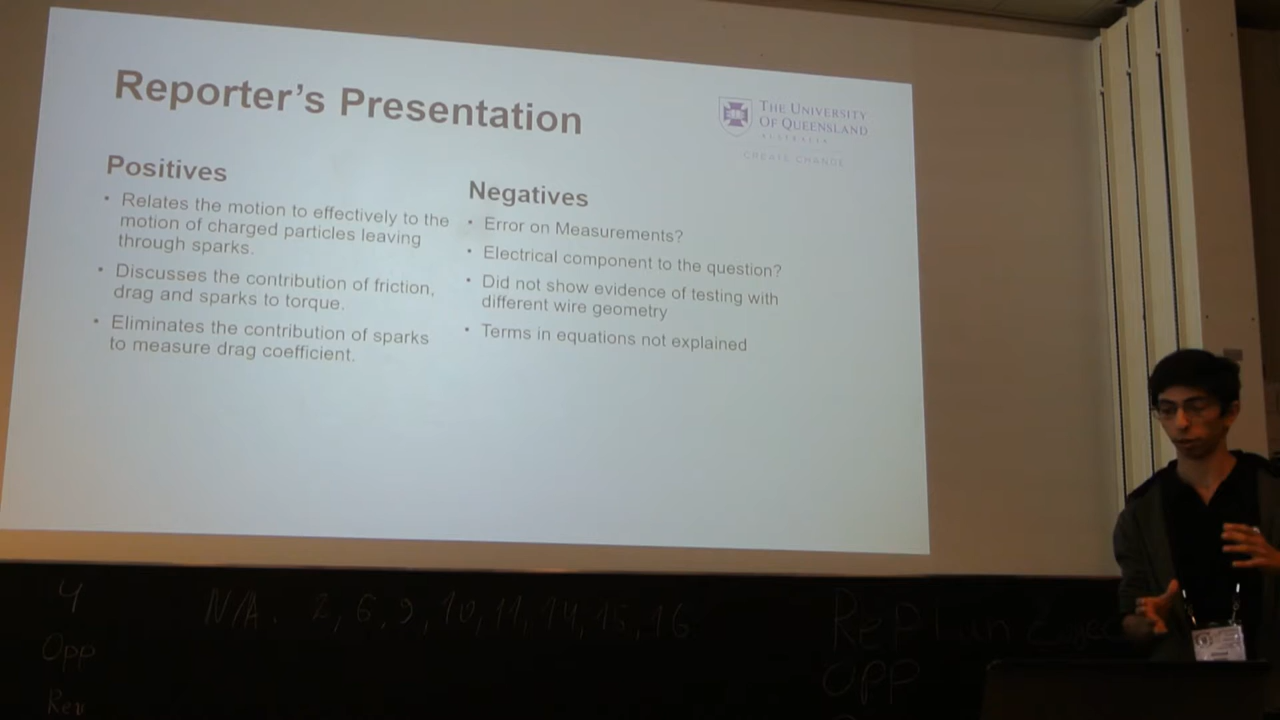 Reporter's Presentation
THE UNIVERSITY
OF QUEENSLAND
AUSTRALIA
CREATE CHANGE
Positives
• Relates the motion to effectively to the
motion of charged particles leaving
through sparks.
• Discusses the contribution of friction,
drag and sparks to torque.
• Eliminates the contribution of sparks
to measure drag coefficient.
Negatives
• Error on Measurements?
• Electrical component to the question?
• Did not show evidence of testing with
different wire geometry
• Terms in equations not explained
4
N/A. 2, 6, 9, 10, 11, 14, 15, 16
Opp
Rev
Rep
Opp